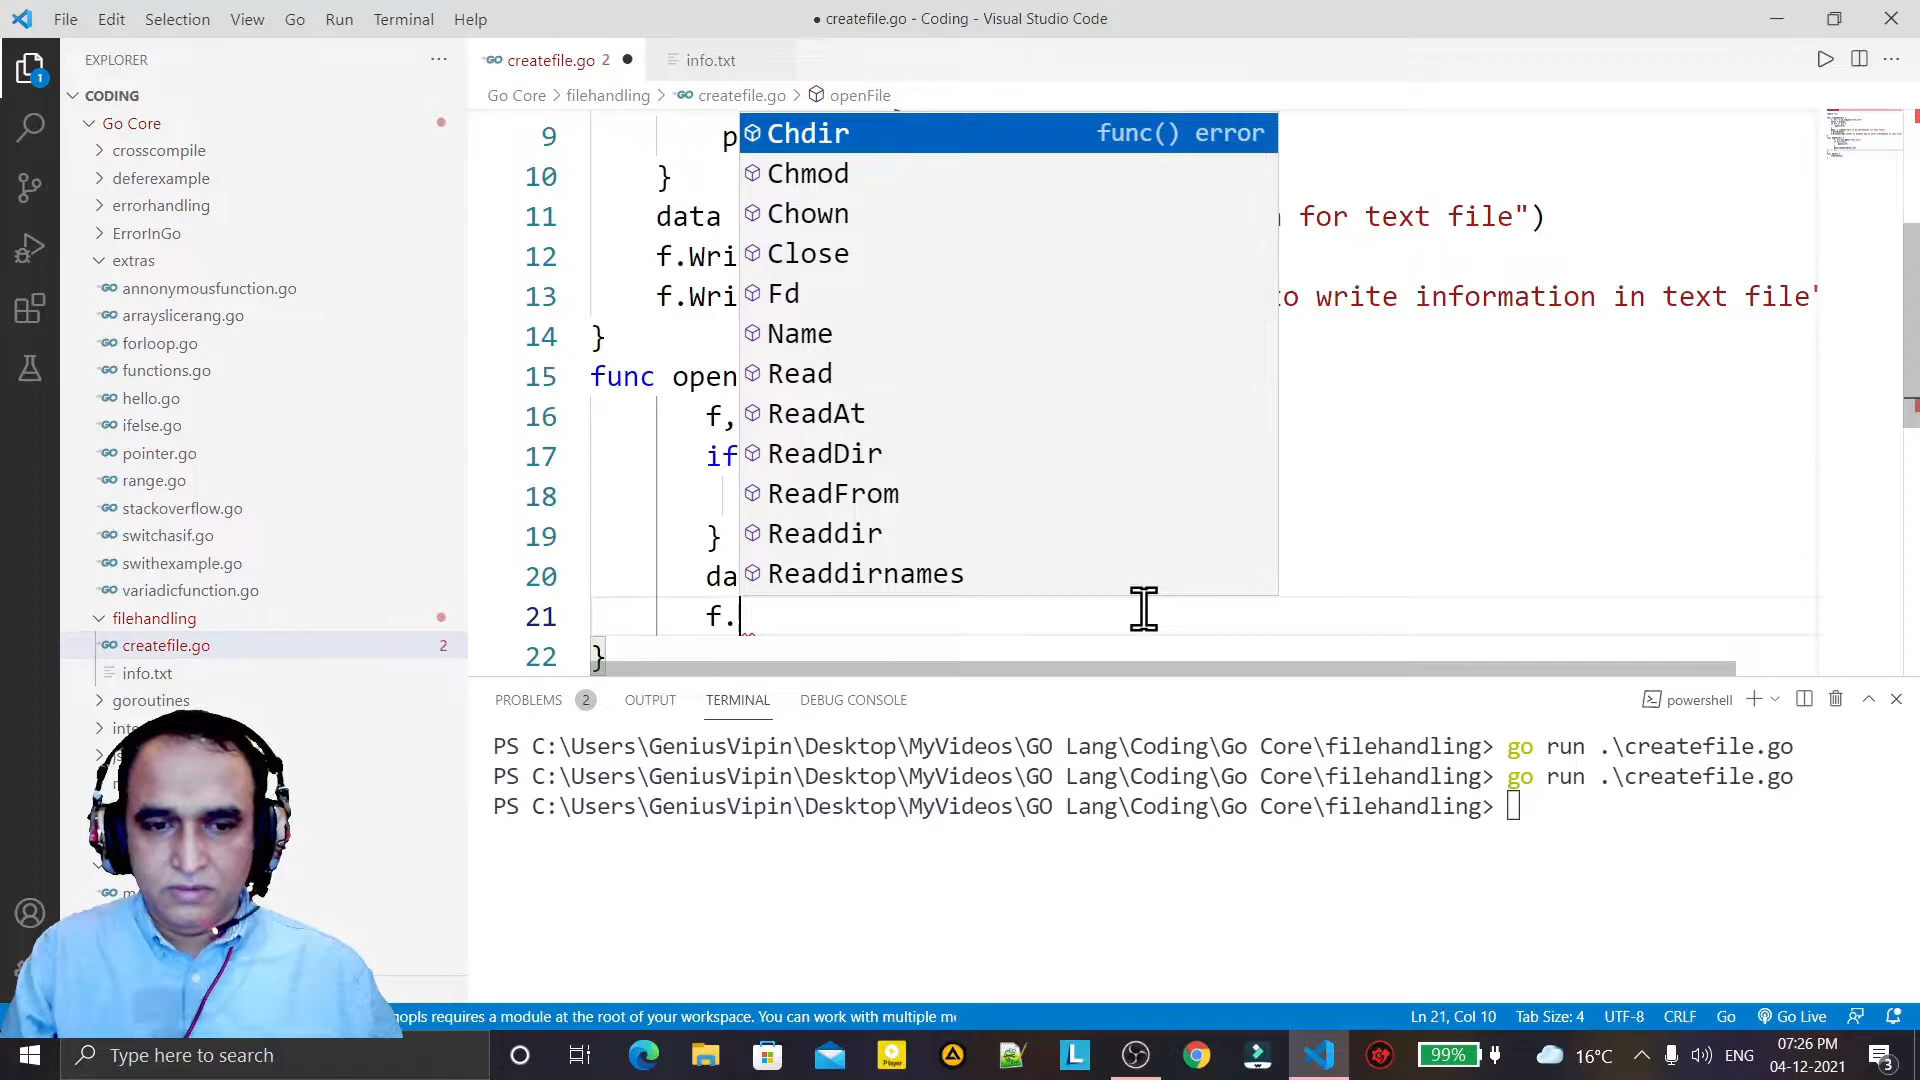 File Edit Selection View Go Run Terminal Help
● createfile.go - Coding - Visual Studio Code
EXPLORER
CODING
Go Core
crosscompile
deferexample
errorhandling
ErrorInGo
extras
annonymousfunction.go
arrayslicerang.go
forloop.go
functions.go
hello.go
ifelse.go
pointer.go
range.go
stackoverflow.go
switchasif.go
swithexample.go
variadicfunction.go
filehandling
createfile.go 2
info.txt
goroutines
createfile.go 2
info.txt
Go Core > filehandling > createfile.go > openFile
9 p
10 }
11 data for text file")
12 f.Wri
13 f.Wri to write information in text file"
14 }
15 func open
16 f,
17 if
18
19 }
20 da
21 f.
22 }
Chdir func() error
Chmod
Chown
Close
Fd
Name
Read
ReadAt
ReadDir
ReadFrom
Readdir
Readdirnames
PROBLEMS 2 OUTPUT TERMINAL DEBUG CONSOLE
powershell
PS C:\Users\GeniusVipin\Desktop\MyVideos\GO Lang\Coding\Go Core\filehandling> go run .\createfile.go
PS C:\Users\GeniusVipin\Desktop\MyVideos\GO Lang\Coding\Go Core\filehandling> go run .\createfile.go
PS C:\Users\GeniusVipin\Desktop\MyVideos\GO Lang\Coding\Go Core\filehandling>
gopls requires a module at the root of your workspace. You can work with multiple
Ln 21, Col 10 Tab Size: 4 UTF-8 CRLF Go Go Live
Type here to search
99% 16°C ENG 07:26 PM
04-12-2021
3